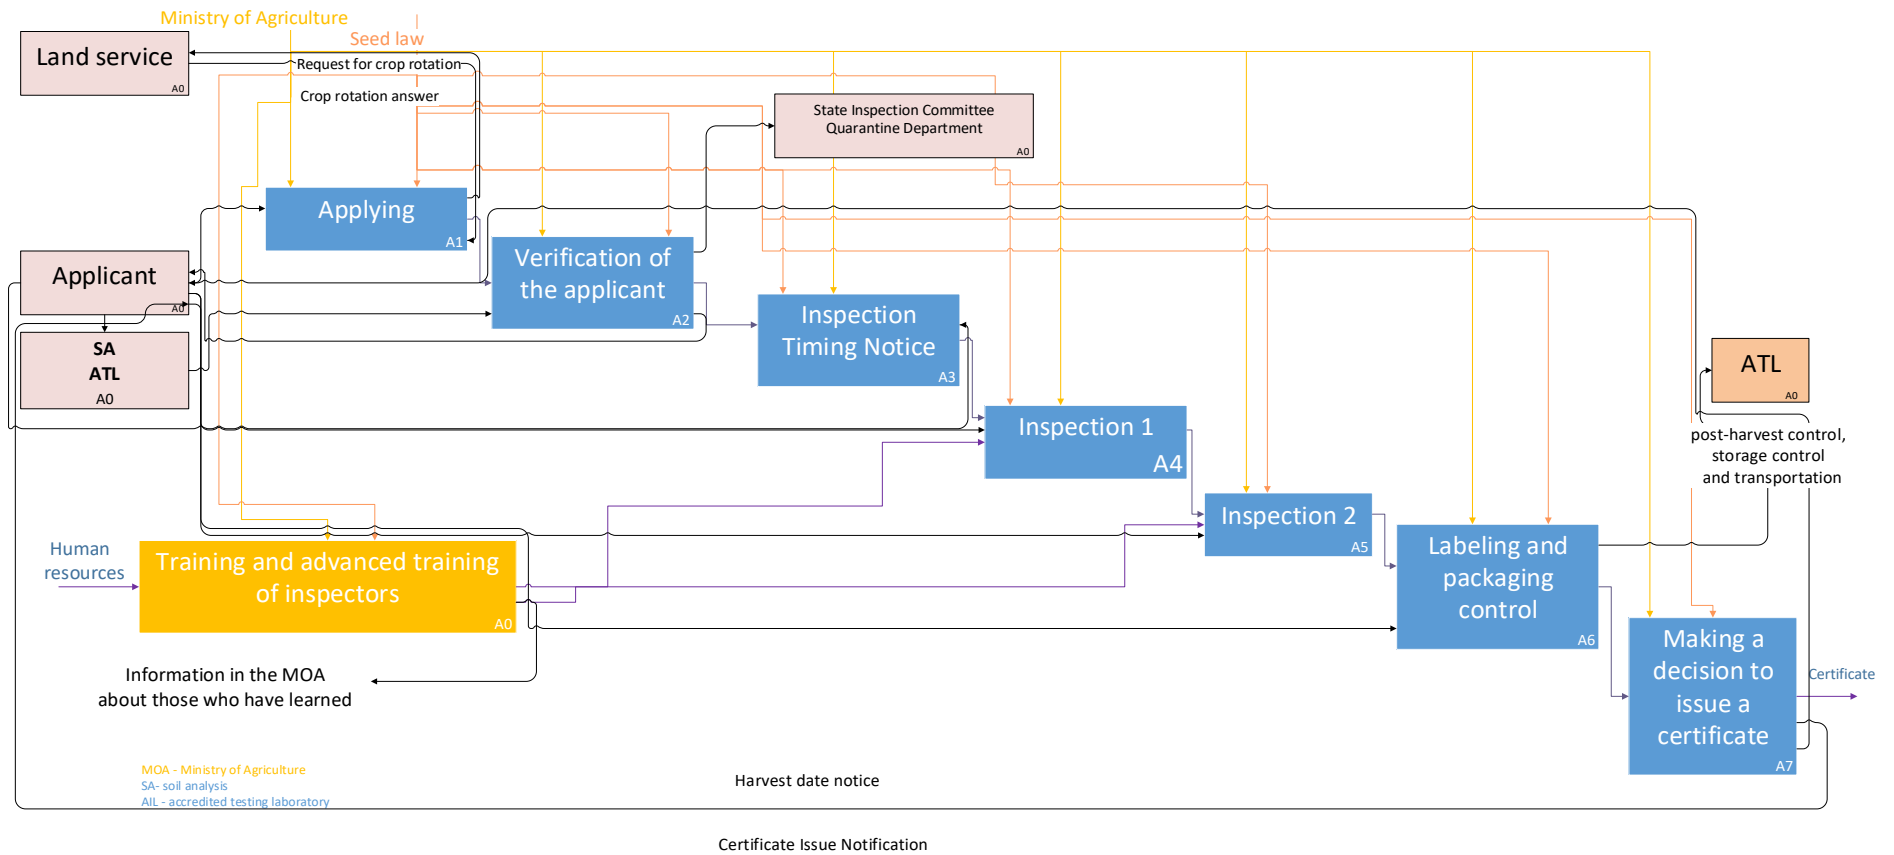 Ministry of Agriculture
Seed law
Land service
A0
Request for crop rotation
Crop rotation answer
State Inspection Committee
Quarantine Department
A0
Applying
A1
Applicant
A0
Verification of
the applicant
A2
SA
ATL
A0
Inspection
Timing Notice
A3
ATL
A0
Inspection 1
A4
post-harvest control,
storage control
and transportation
Inspection 2
A5
Human
resources
Training and advanced training
of inspectors
A0
Labeling and
packaging
control
A6
Information in the MOA
about those who have learned
Making a
decision to
issue a
certificate
A7
Certificate
MOA - Ministry of Agriculture
SA- soil analysis
AIL - accredited testing laboratory
Harvest date notice
Certificate Issue Notification